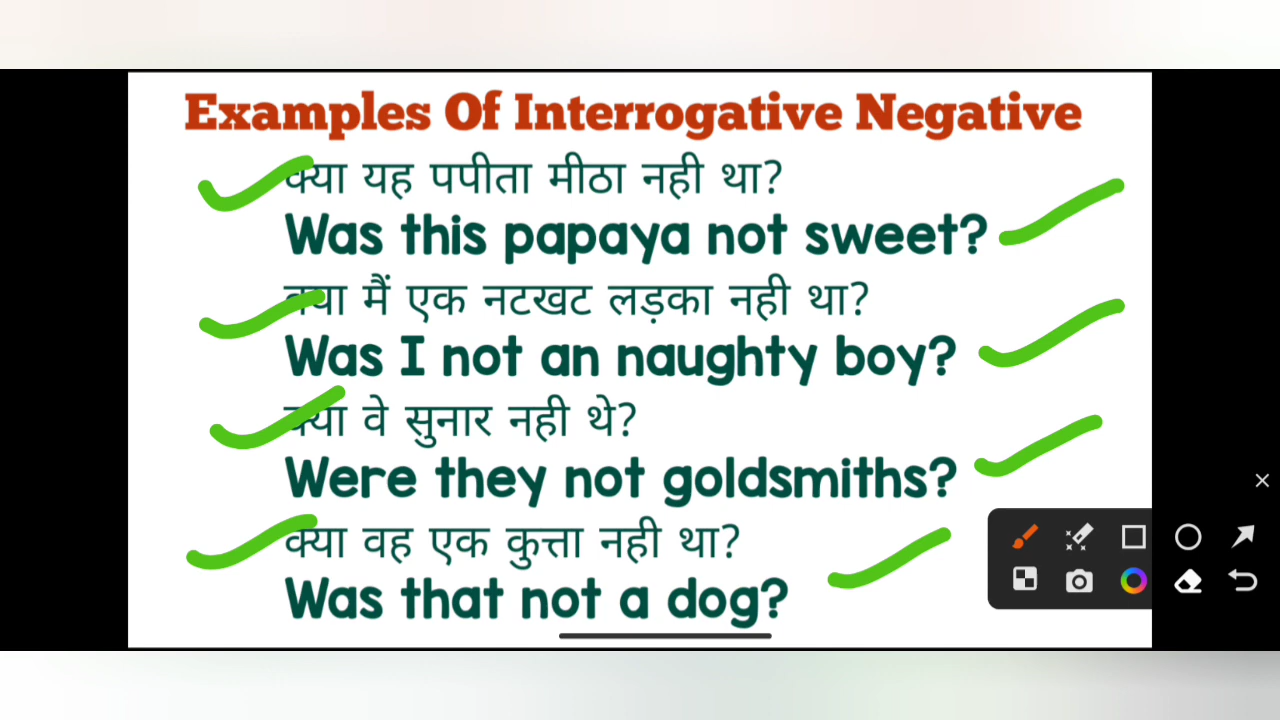 Examples Of Interrogative Negative
क्या यह पपीता मीठा नही था?
Was this papaya not sweet?
क्या मैं एक नटखट लड़का नही था?
Was I not an naughty boy?
क्या वे सुनार नही थे?
Were they not goldsmiths?
क्या वह एक कुत्ता नही था?
Was that not a dog?